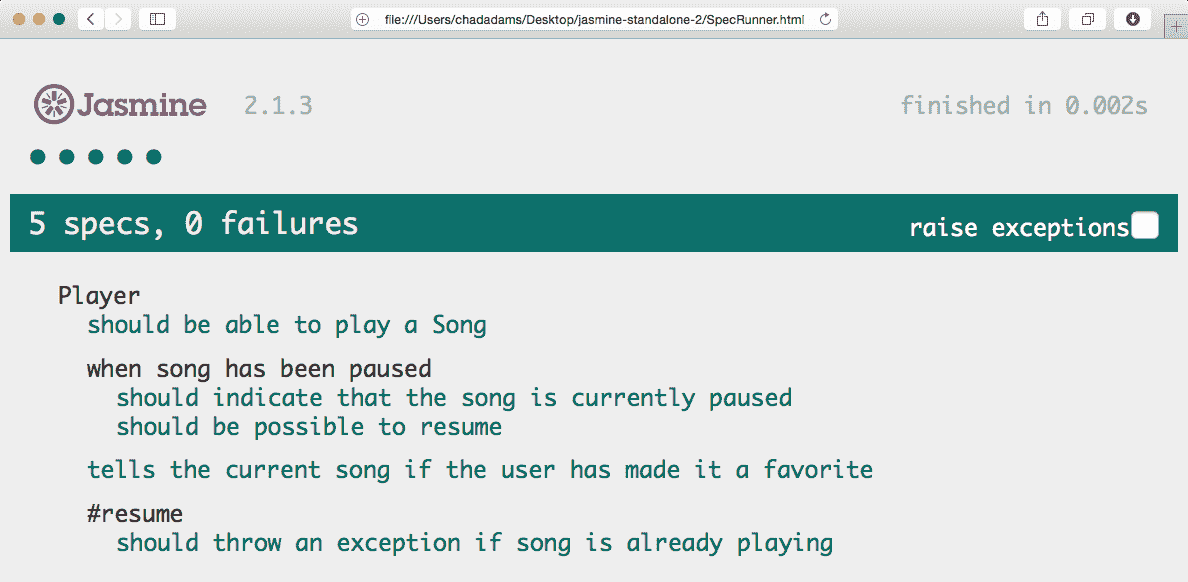 file:///Users/chadadams/Desktop/jasmine-standalone-2/SpecRunner.html
Jasmine 2.1.3 finished in 0.002s
5 specs, 0 failures raise exceptions
Player
should be able to play a Song
when song has been paused
should indicate that the song is currently paused
should be possible to resume
tells the current song if the user has made it a favorite
#resume
should throw an exception if song is already playing